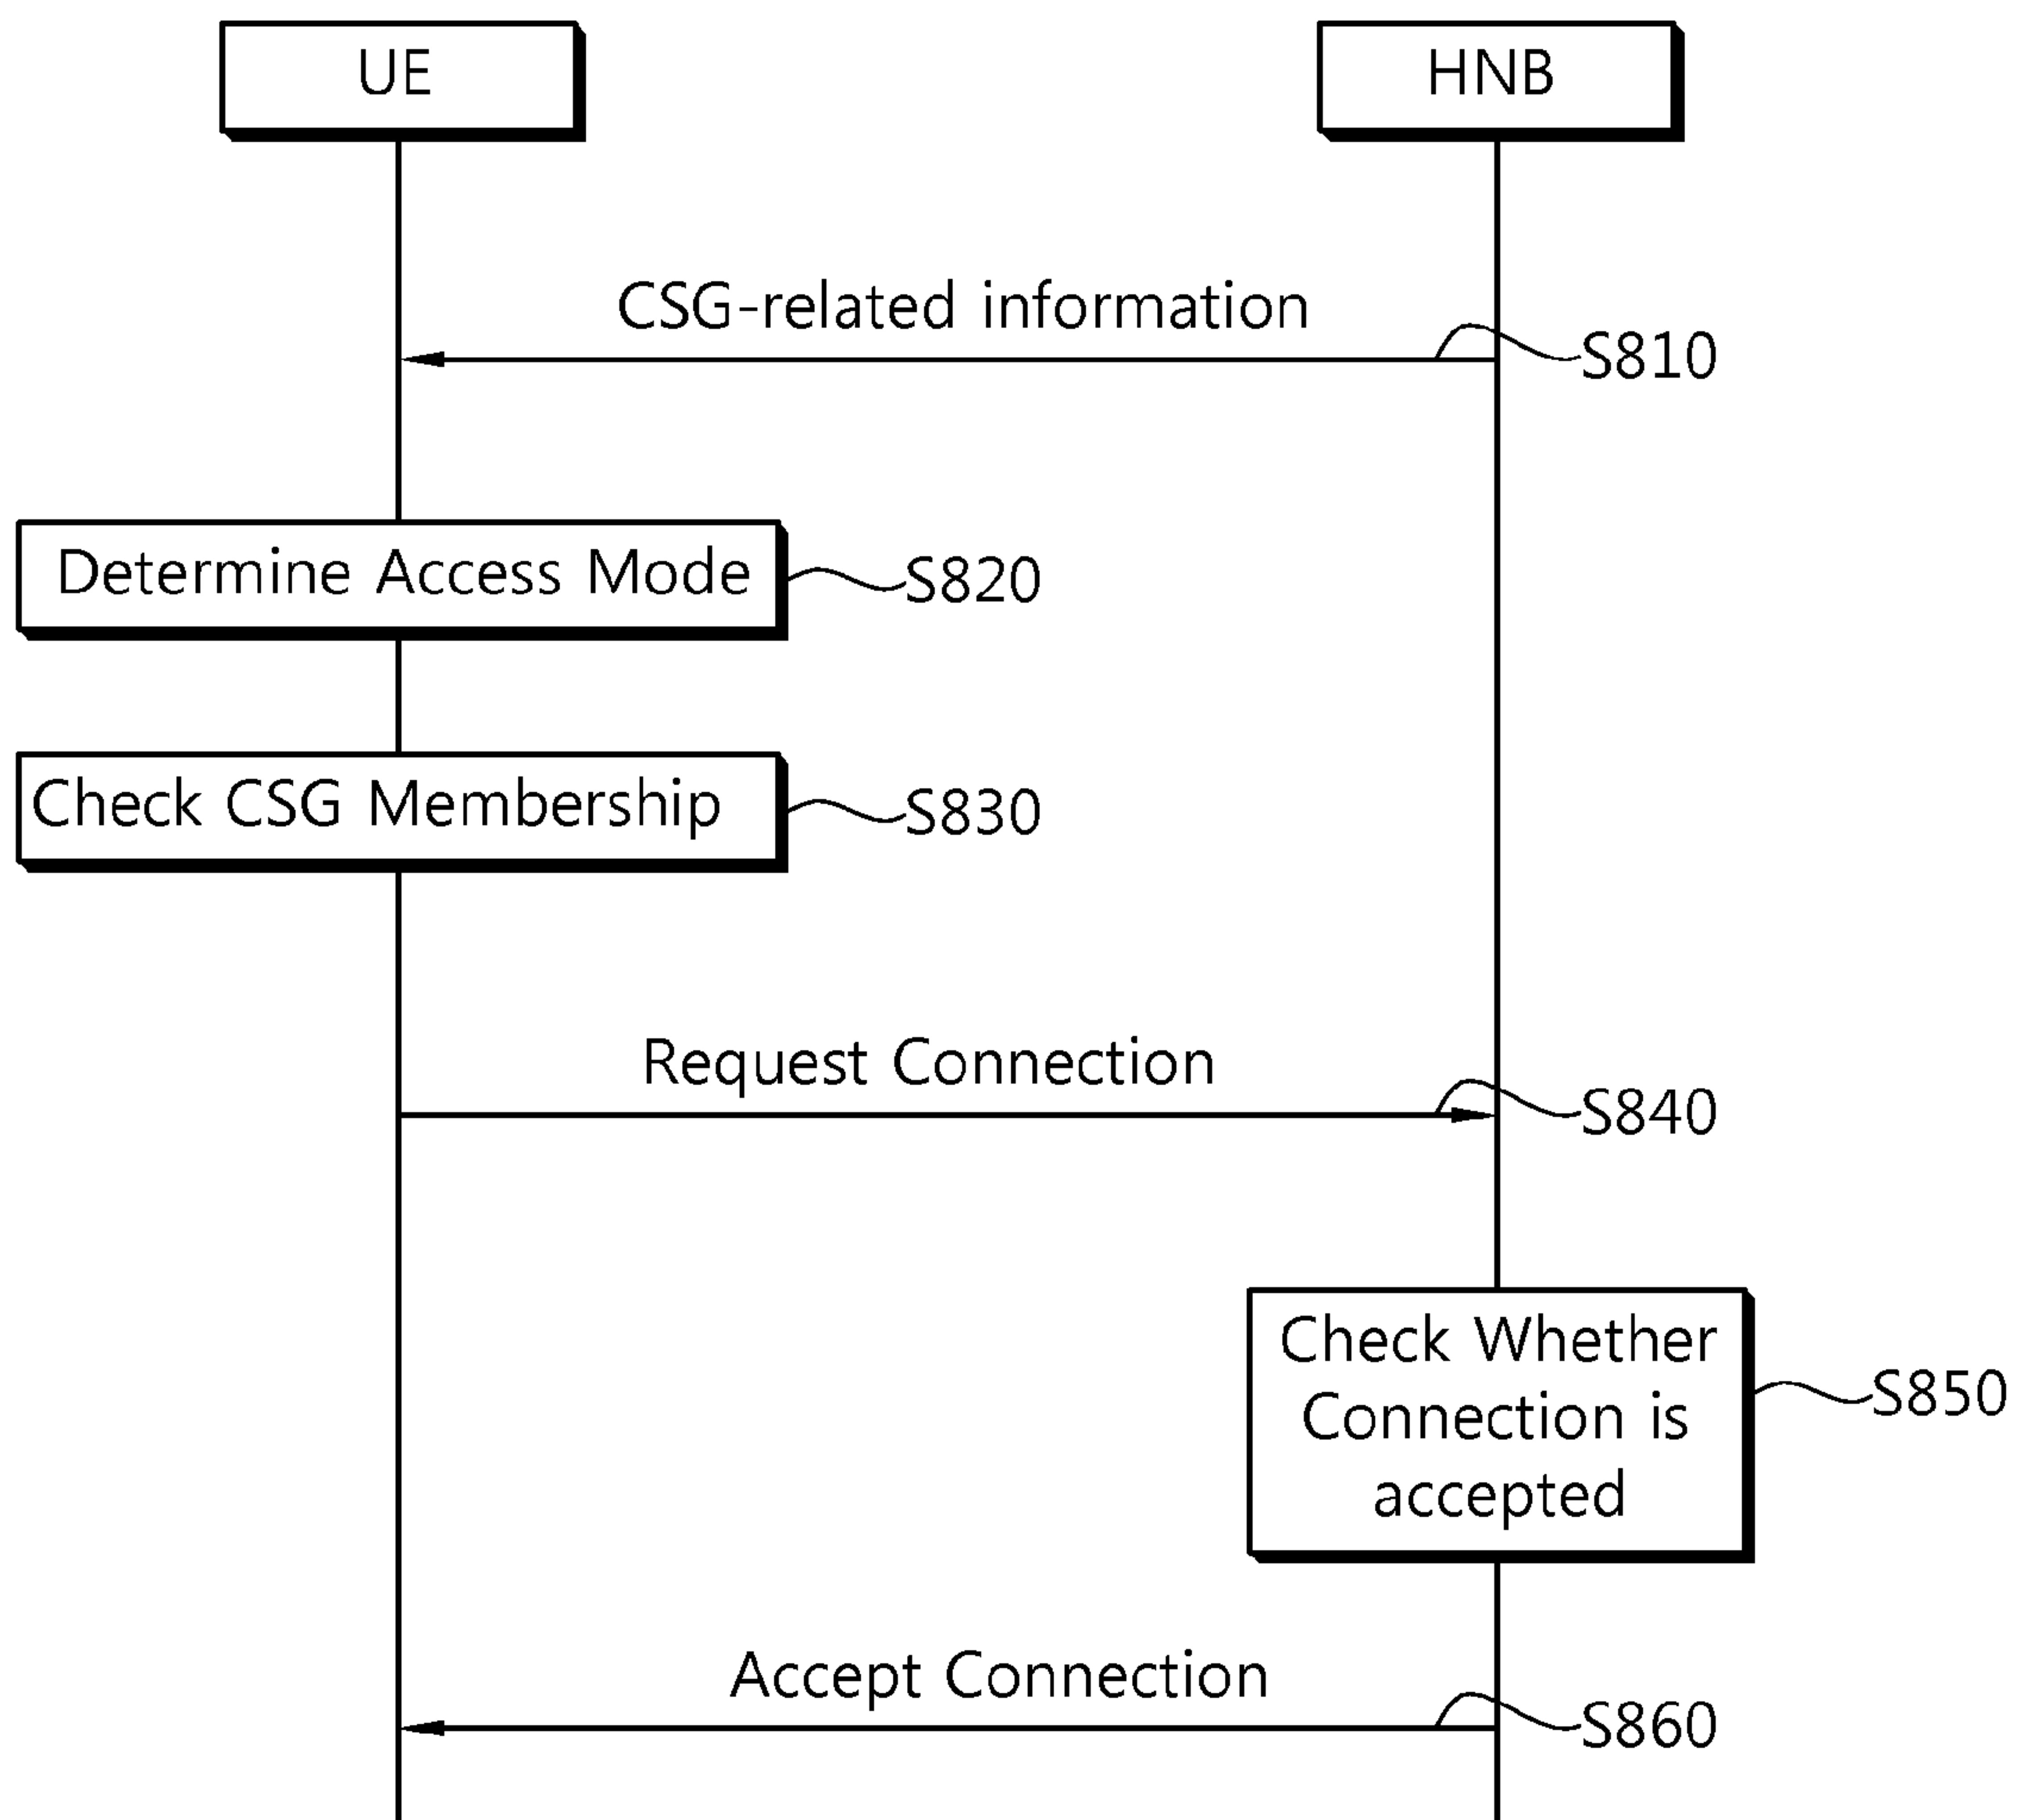 UE
HNB
CSG-related information
S810
Determine Access Mode
S820
Check CSG Membership
S830
Request Connection
S840
Check Whether
Connection is
accepted
S850
Accept Connection
S860